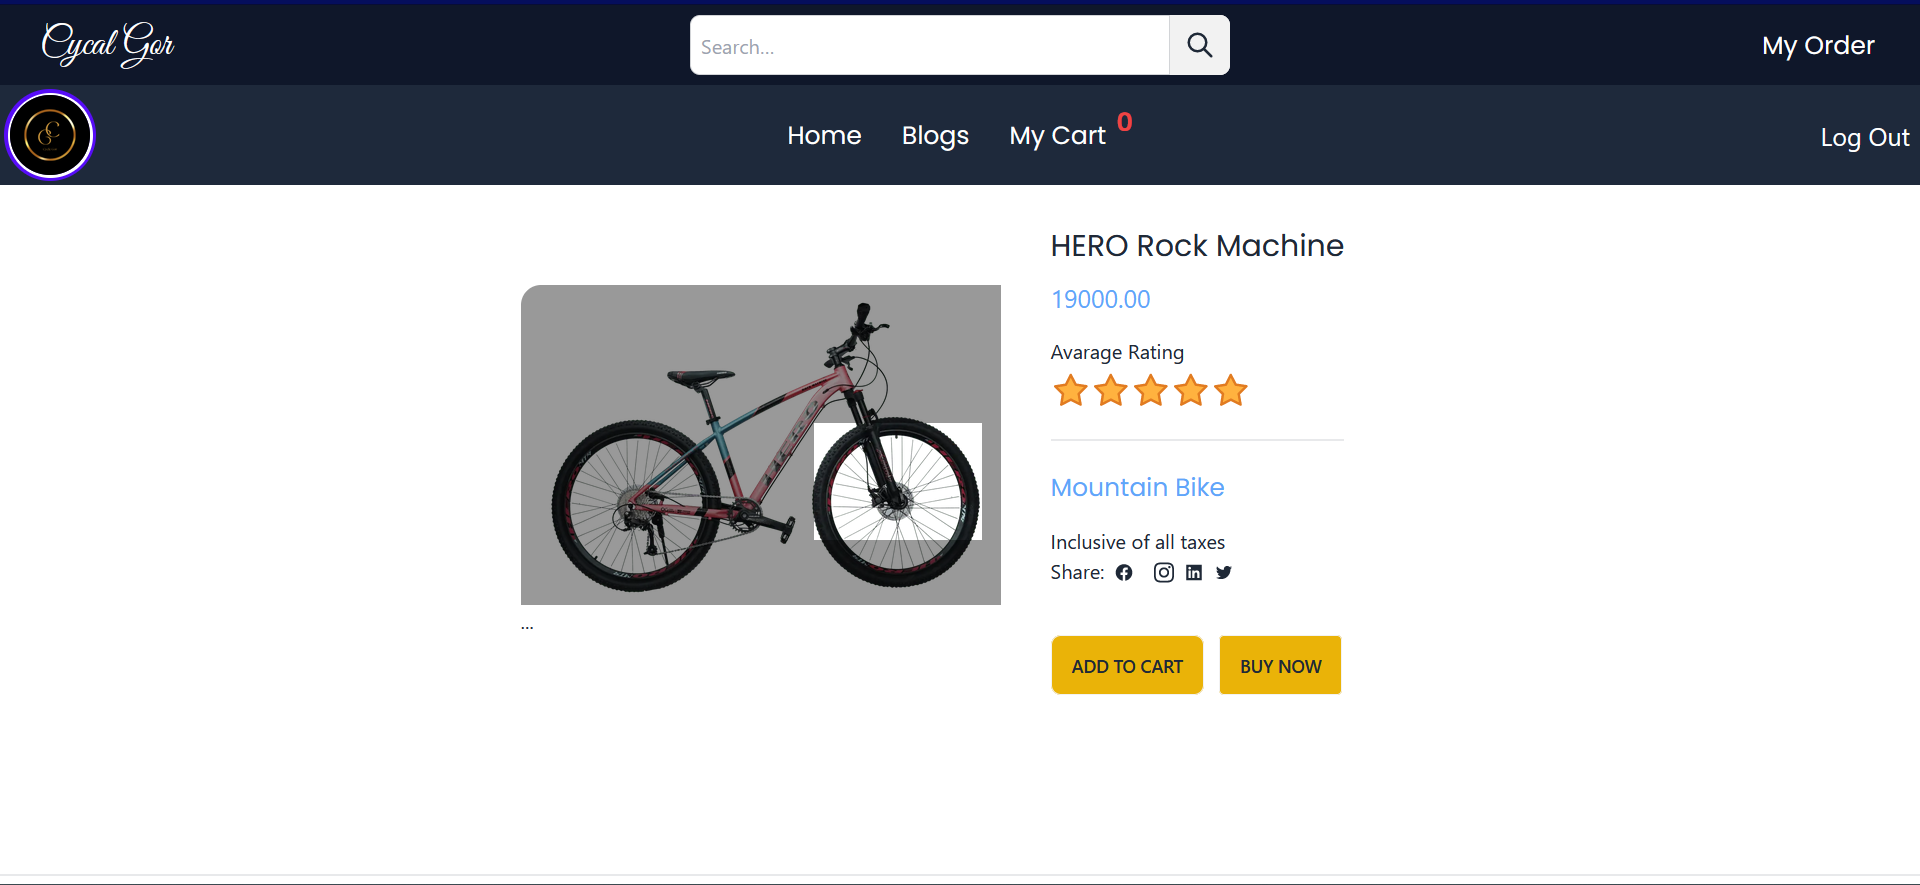 Cycal Gor
Search...
My Order
Home
Blogs
My Cart 0
Log Out
HERO Rock Machine
19000.00
Avarage Rating
Mountain Bike
Inclusive of all taxes
Share:
...
ADD TO CART
BUY NOW
HERO